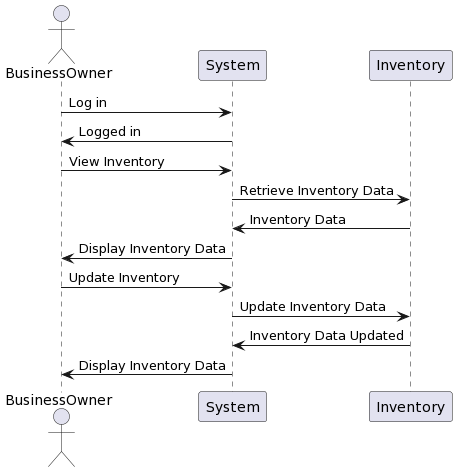 BusinessOwner
System
Inventory
Log in
Logged in
View Inventory
Retrieve Inventory Data
Inventory Data
Display Inventory Data
Update Inventory
Update Inventory Data
Inventory Data Updated
Display Inventory Data
BusinessOwner
System
Inventory